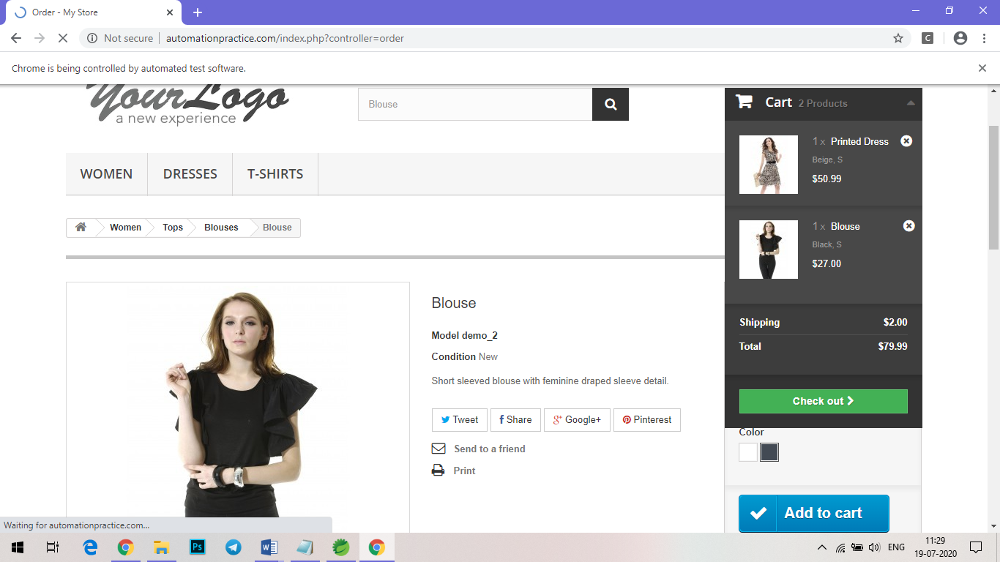 Order - My Store
Not secure
automationpractice.com/index.php?controller=order
C
Chrome is being controlled by automated test software.
YourLogo
a new experience
Blouse
Cart 2 Products
1 x Printed Dress
Beige, S
$50.99
1 x Blouse
Black, S
$27.00
Shipping $2.00
Total $79.99
Check out
WOMEN
DRESSES
T-SHIRTS
Women
Tops
Blouses
Blouse
Blouse
Model demo_2
Condition New
Short sleeved blouse with feminine draped sleeve detail.
Tweet
f Share
g+ Google+
Pinterest
Send to a friend
Print
Color
Add to cart
Waiting for automationpractice.com...
Ps
W
ENG
11:29
19-07-2020